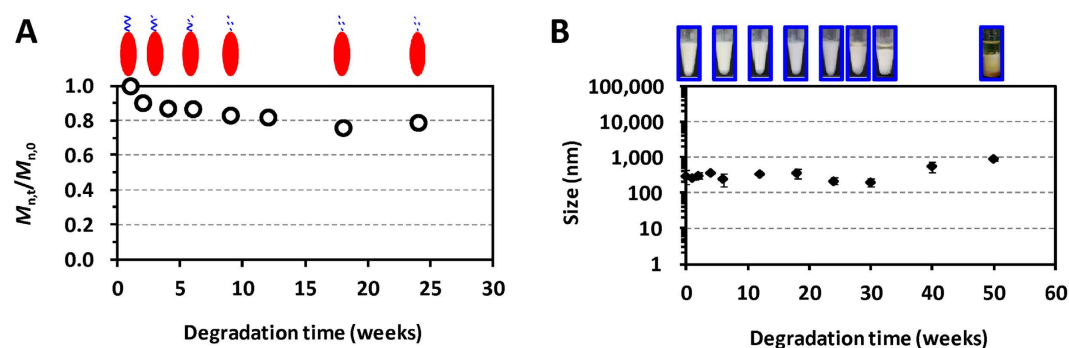 A
1.0
0.8
0.6
0.4
0.2
0.0
Mn,t/Mn,0
0 5 10 15 20 25 30
Degradation time (weeks)
B
100,000
10,000
1,000
100
10
1
Size (nm)
0 10 20 30 40 50 60
Degradation time (weeks)